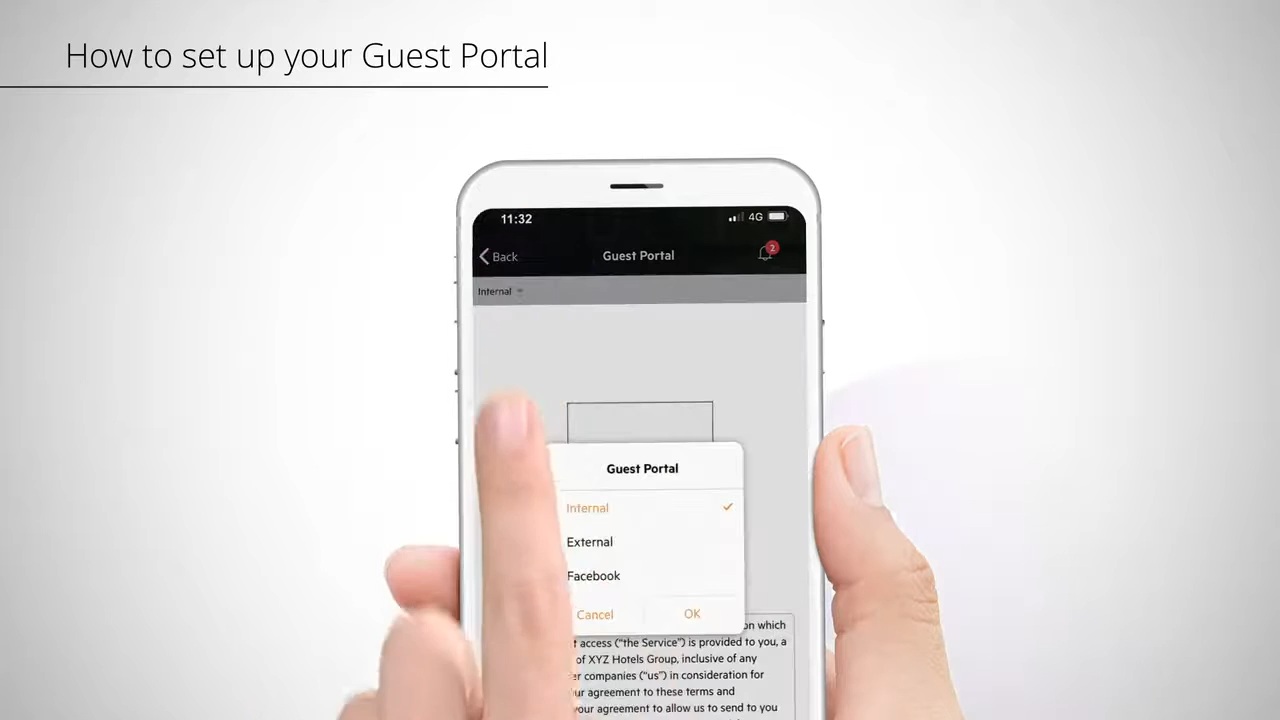 How to set up your Guest Portal
11:32
4G
Back
Guest Portal
2
Internal
Guest Portal
Internal
External
Facebook
Cancel
OK
on which
t access ("the Service") is provided to you, a
of XYZ Hotels Group, inclusive of any
er companies ("us") in consideration for
ur agreement to these terms and
your agreement to allow us to send to you